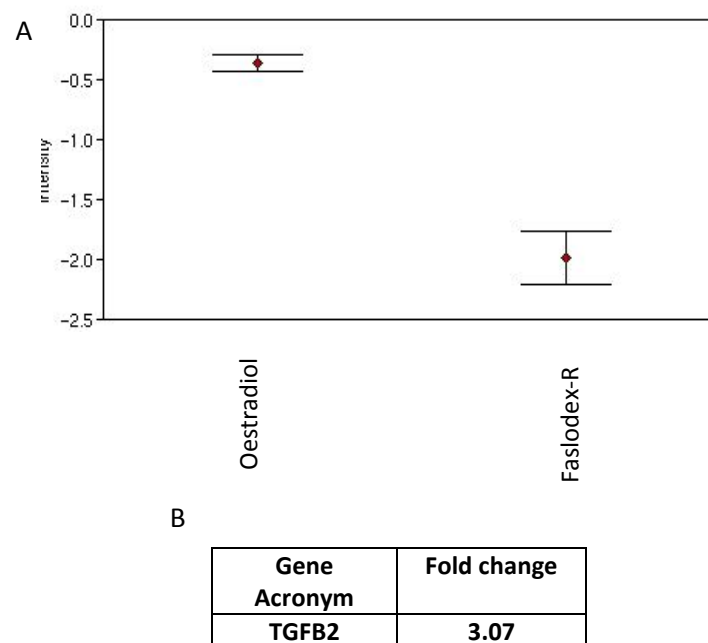 A
0.0
−0.5
−1.0
−1.5
−2.0
−2.5
Intensity
Oestradiol
Faslodex-R
B
Gene Fold change
Acronym
TGFB2 3.07